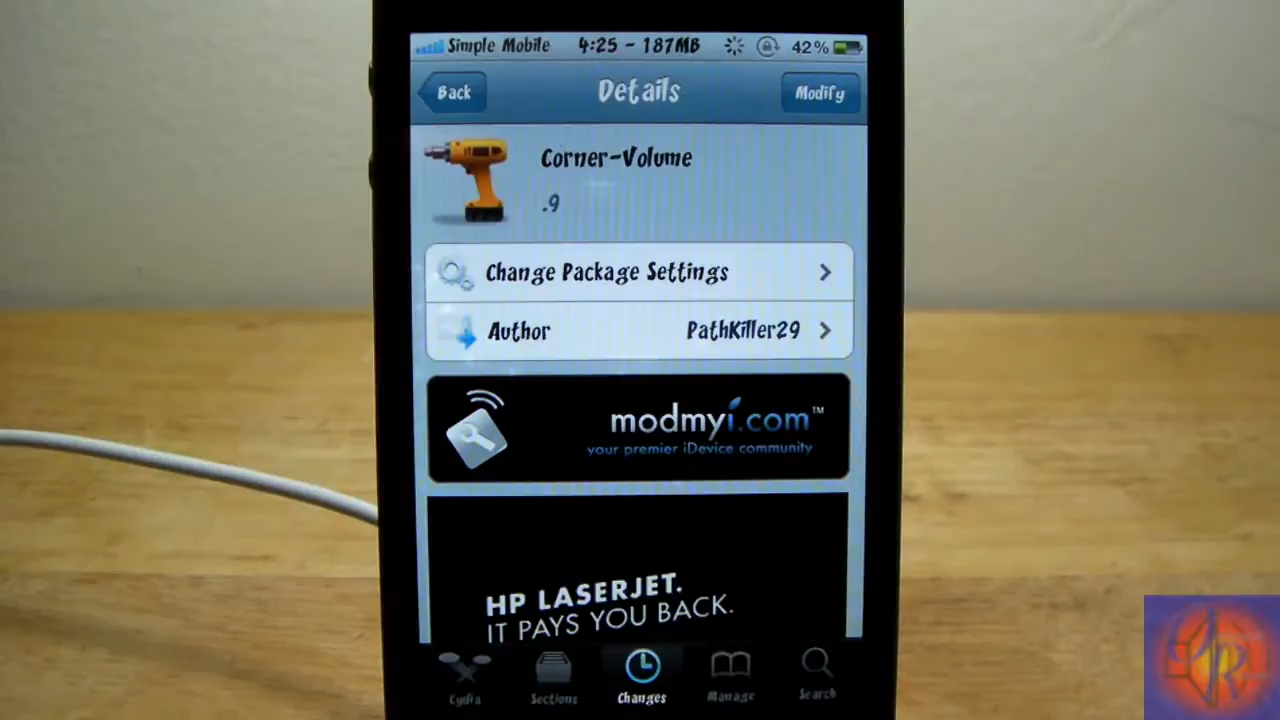 Simple Mobile 4:25 - 187MB 42%
Back Details Modify
Corner-Volume
.9
Change Package Settings
Author PathKiller29
modmyi.com™
your premier iDevice community
HP LASERJET.
IT PAYS YOU BACK.
Cydia Sections Changes Manage Search